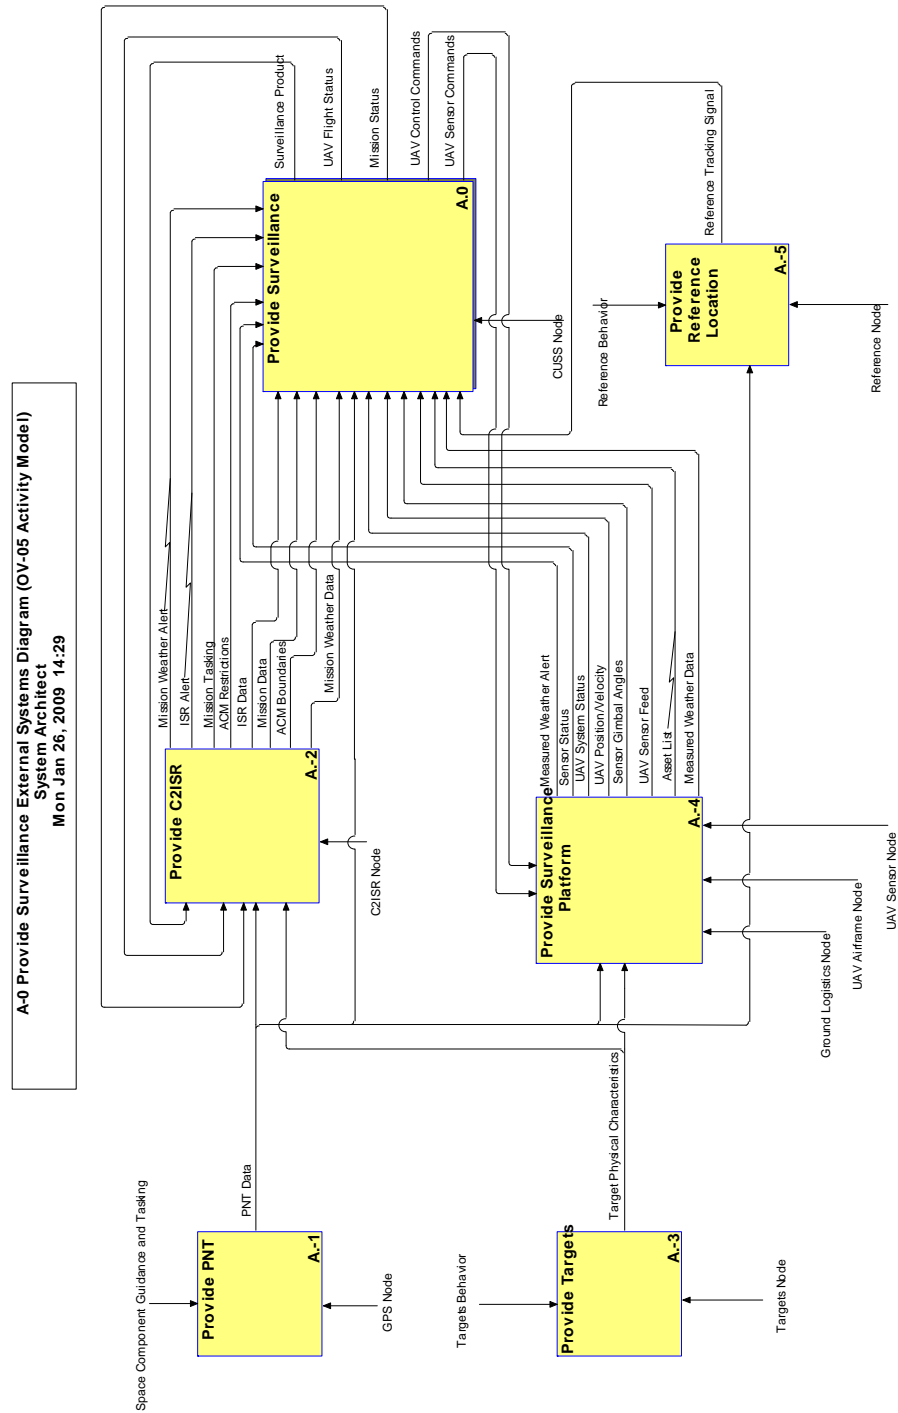 A-0 Provide Surveillance External Systems Diagram (OV-05 Activity Model)
System Architect
Mon Jan 26, 2009 14:29
Space Component Guidance and Tasking
Provide PNT
A.-1
GPS Node
PNT Data
Targets Behavior
Provide Targets
A.-3
Targets Node
Target Physical Characteristics
Provide C2ISR
A.-2
C2ISR Node
Mission Weather Alert
ISR Alert
Mission Tasking
ACM Restrictions
ISR Data
Mission Data
ACM Boundaries
Mission Weather Data
Provide Surveillance
Platform
A.-4
Ground Logistics Node
UAV Airframe Node
UAV Sensor Node
Measured Weather Alert
Sensor Status
UAV System Status
UAV Position/Velocity
Sensor Gimbal Angles
UAV Sensor Feed
Asset List
Measured Weather Data
Provide Surveillance
A.0
CUSS Node
Surveillance Product
UAV Flight Status
Mission Status
UAV Control Commands
UAV Sensor Commands
Reference Behavior
Provide
Reference
Location
A.-5
Reference Node
Reference Tracking Signal